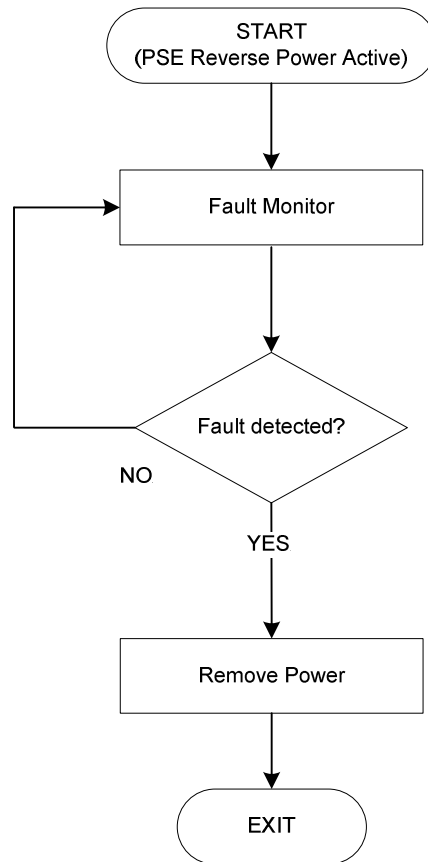 START
(PSE Reverse Power Active)
Fault Monitor
Fault detected?
NO
YES
Remove Power
EXIT